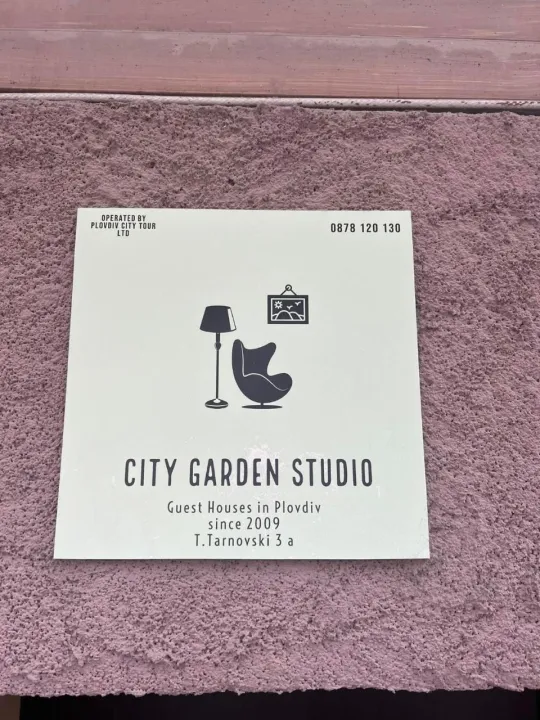 OPERATED BY
PLOVDIV CITY TOUR
LTD
0878 120 130
CITY GARDEN STUDIO
Guest Houses in Plovdiv
since 2009
T.Tarnovski 3 a